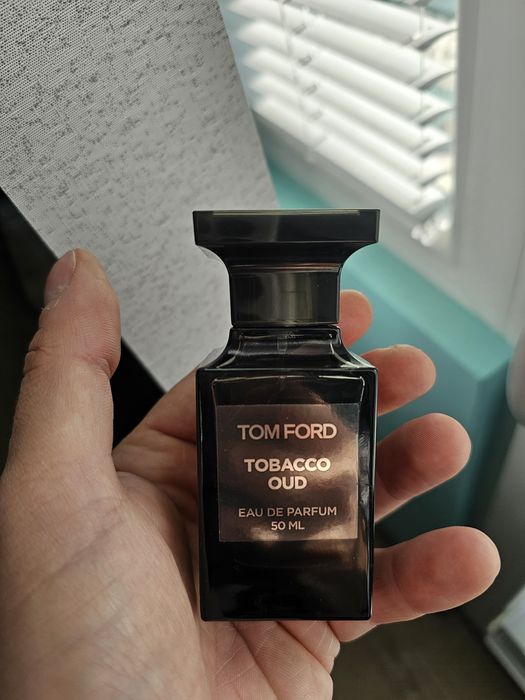 TOM FORD
TOBACCO
OUD
EAU DE PARFUM
50 ML